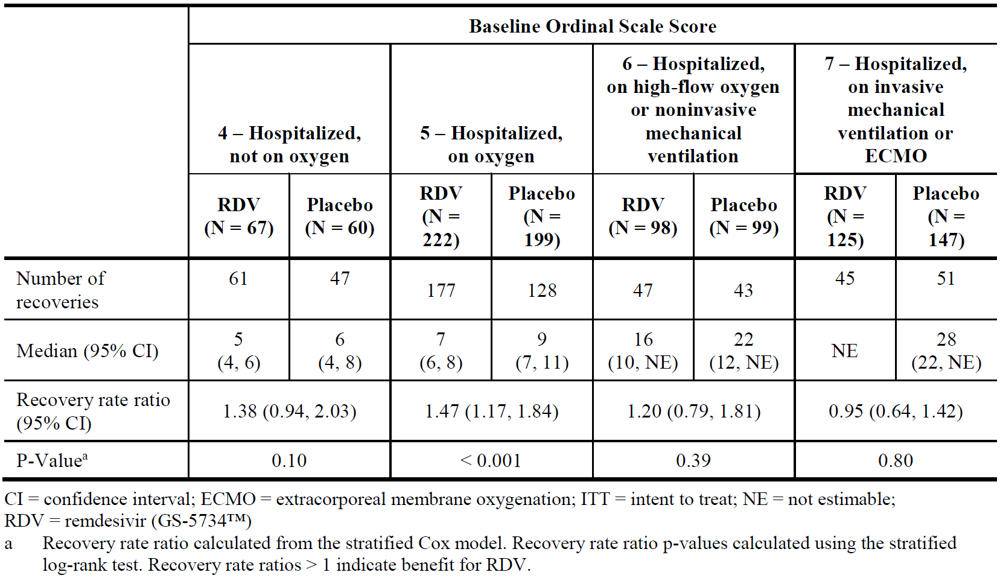 Baseline Ordinal Scale Score
4 – Hospitalized,
not on oxygen
5 – Hospitalized,
on oxygen
6 – Hospitalized,
on high-flow oxygen
or noninvasive
mechanical
ventilation
7 – Hospitalized,
on invasive
mechanical
ventilation or
ECMO
RDV
(N = 67)
Placebo
(N = 60)
RDV
(N =
222)
Placebo
(N =
199)
RDV
(N = 98)
Placebo
(N = 99)
RDV
(N =
125)
Placebo
(N =
147)
Number of
recoveries
61
47
177
128
47
43
45
51
Median (95% CI)
5
(4, 6)
6
(4, 8)
7
(6, 8)
9
(7, 11)
16
(10, NE)
22
(12, NE)
NE
28
(22, NE)
Recovery rate ratio
(95% CI)
1.38 (0.94, 2.03)
1.47 (1.17, 1.84)
1.20 (0.79, 1.81)
0.95 (0.64, 1.42)
P-Valueᵃ
0.10
< 0.001
0.39
0.80
CI = confidence interval; ECMO = extracorporeal membrane oxygenation; ITT = intent to treat; NE = not estimable;
RDV = remdesivir (GS-5734™)
a Recovery rate ratio calculated from the stratified Cox model. Recovery rate ratio p-values calculated using the stratified
log-rank test. Recovery rate ratios > 1 indicate benefit for RDV.